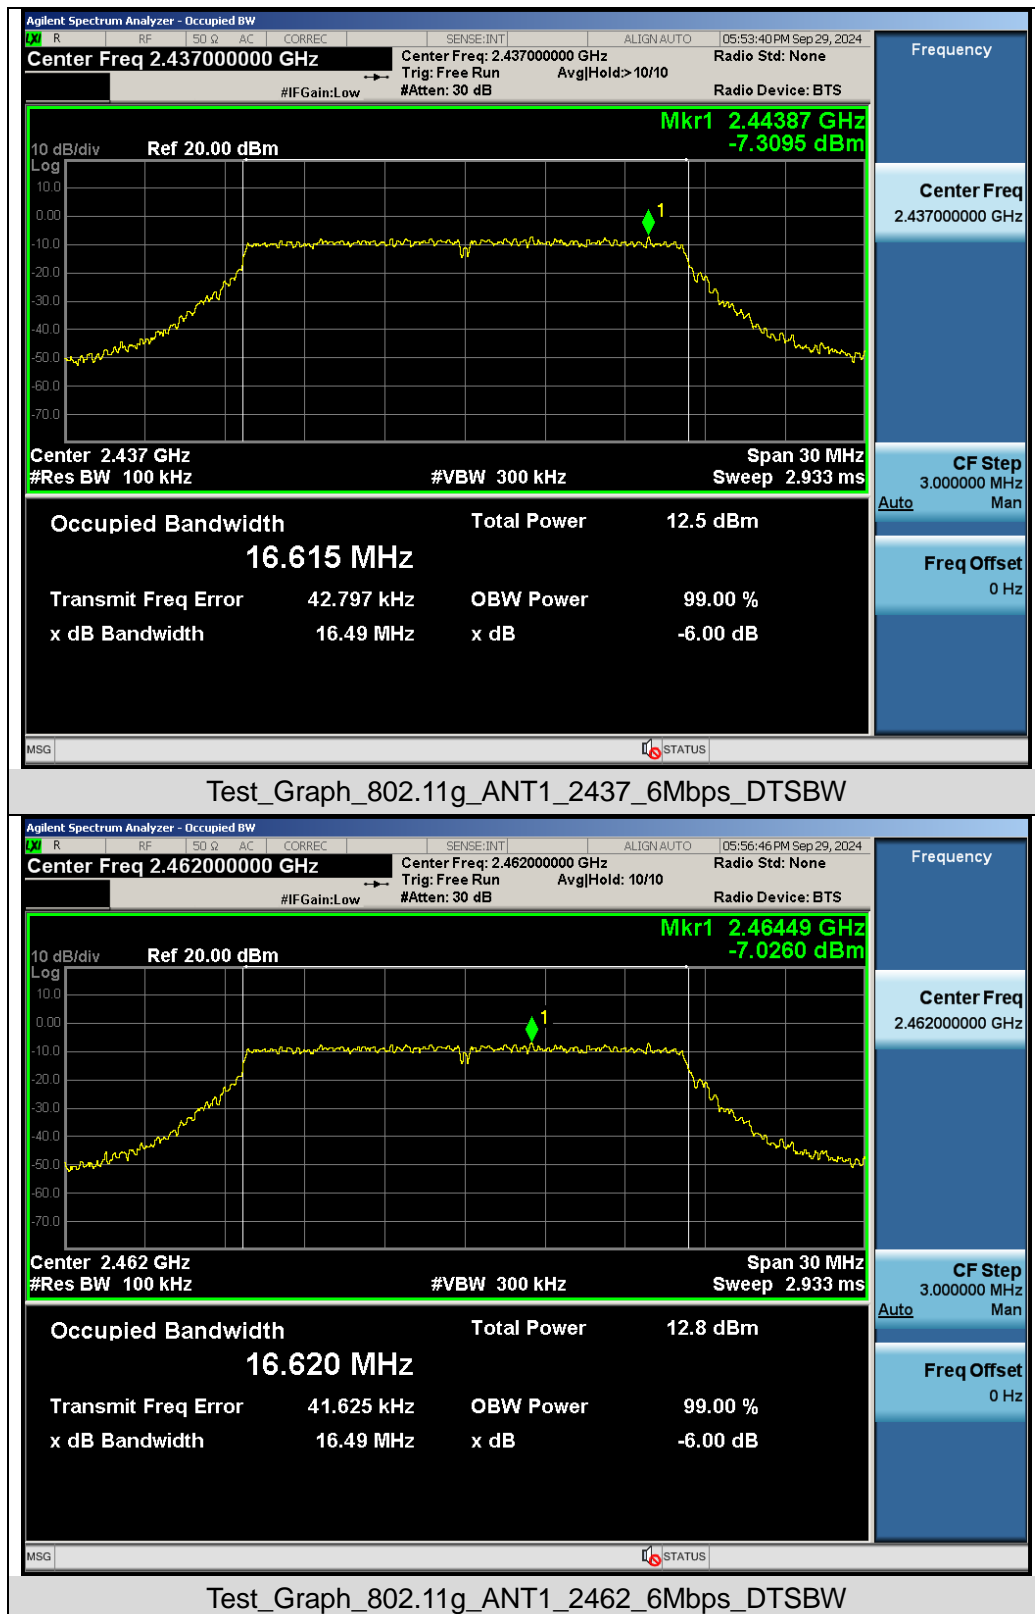 Agilent Spectrum Analyzer - Occupied BW
LXI R RF 50 Ω AC CORREC SENSE:INT ALIGN AUTO 05:53:40 PM Sep 29, 2024
Center Freq 2.437000000 GHz
Center Freq: 2.437000000 GHz
Radio Std: None
Trig: Free Run Avg|Hold:> 10/10
#IFGain:Low
#Atten: 30 dB
Radio Device: BTS
Frequency
Mkr1 2.44387 GHz
-7.3095 dBm
10 dB/div Ref 20.00 dBm
Log
10.0
0.00
-10.0
-20.0
-30.0
-40.0
-50.0
-60.0
-70.0
1
Center 2.437 GHz
Span 30 MHz
#Res BW 100 kHz
#VBW 300 kHz
Sweep 2.933 ms
Center Freq
2.437000000 GHz
CF Step
3.000000 MHz
Auto Man
Freq Offset
0 Hz
Occupied Bandwidth
Total Power 12.5 dBm
16.615 MHz
Transmit Freq Error 42.797 kHz
OBW Power 99.00 %
x dB Bandwidth 16.49 MHz
x dB -6.00 dB
MSG
STATUS
Test_Graph_802.11g_ANT1_2437_6Mbps_DTSBW
Agilent Spectrum Analyzer - Occupied BW
LXI R RF 50 Ω AC CORREC SENSE:INT ALIGN AUTO 05:56:46 PM Sep 29, 2024
Center Freq 2.462000000 GHz
Center Freq: 2.462000000 GHz
Radio Std: None
Trig: Free Run Avg|Hold: 10/10
#IFGain:Low
#Atten: 30 dB
Radio Device: BTS
Frequency
Mkr1 2.46449 GHz
-7.0260 dBm
10 dB/div Ref 20.00 dBm
Log
10.0
0.00
-10.0
-20.0
-30.0
-40.0
-50.0
-60.0
-70.0
1
Center 2.462 GHz
Span 30 MHz
#Res BW 100 kHz
#VBW 300 kHz
Sweep 2.933 ms
Center Freq
2.462000000 GHz
CF Step
3.000000 MHz
Auto Man
Freq Offset
0 Hz
Occupied Bandwidth
Total Power 12.8 dBm
16.620 MHz
Transmit Freq Error 41.625 kHz
OBW Power 99.00 %
x dB Bandwidth 16.49 MHz
x dB -6.00 dB
MSG
STATUS
Test_Graph_802.11g_ANT1_2462_6Mbps_DTSBW